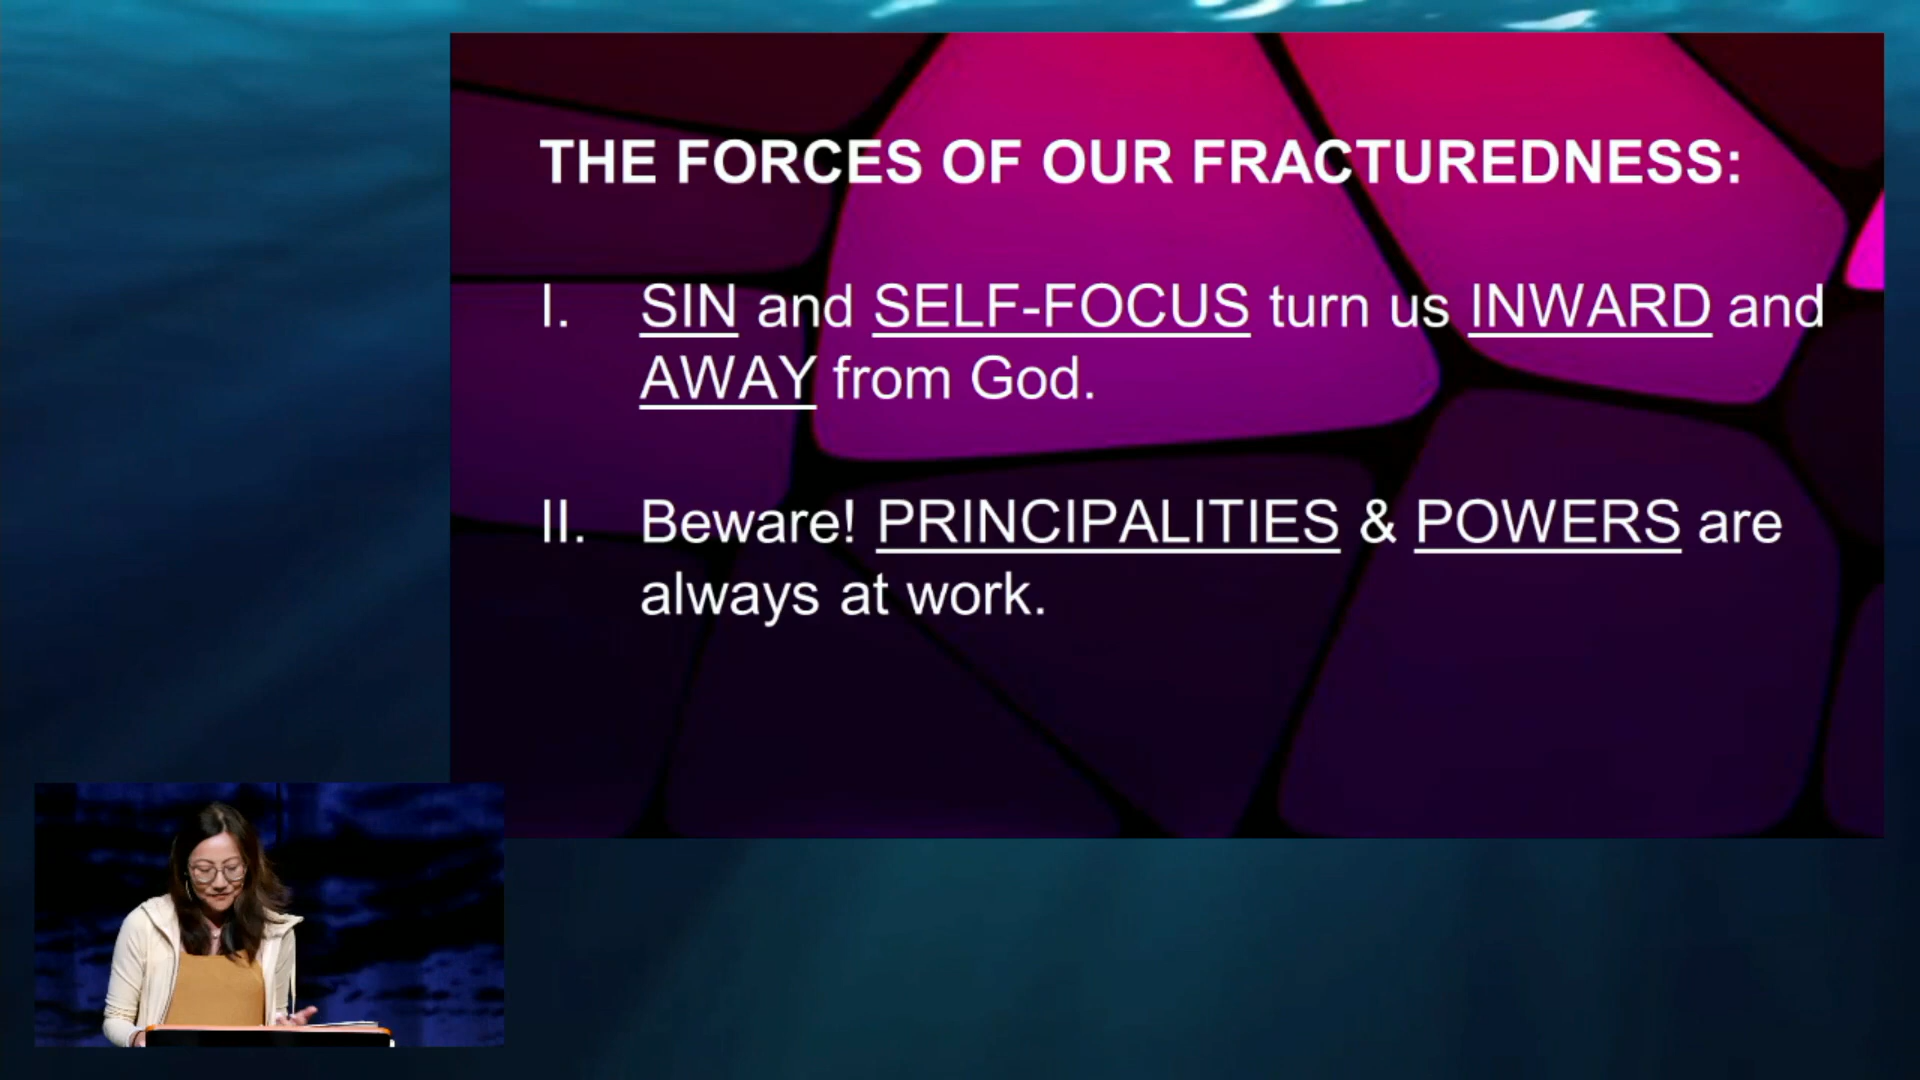 THE FORCES OF OUR FRACTUREDNESS:
I. SIN and SELF-FOCUS turn us INWARD and
AWAY from God.
II. Beware! PRINCIPALITIES & POWERS are
always at work.